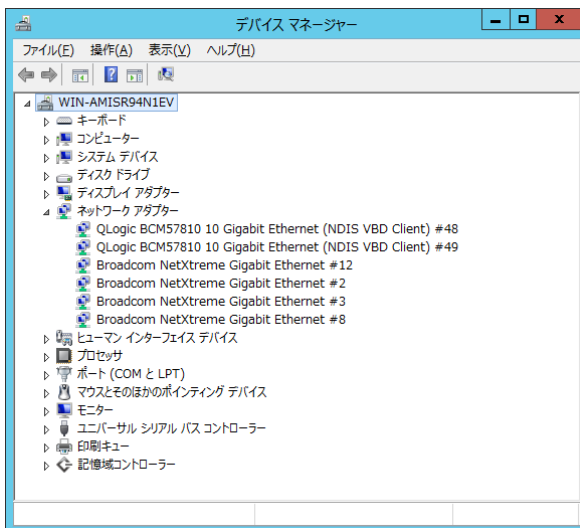 デバイス マネージャー
ファイル(F) 操作(A) 表示(V) ヘルプ(H)
WIN-AMISR94N1EV
キーボード
コンピューター
システム デバイス
ディスク ドライブ
ディスプレイ アダプター
ネットワーク アダプター
QLogic BCM57810 10 Gigabit Ethernet (NDIS VBD Client) #48
QLogic BCM57810 10 Gigabit Ethernet (NDIS VBD Client) #49
Broadcom NetXtreme Gigabit Ethernet #12
Broadcom NetXtreme Gigabit Ethernet #2
Broadcom NetXtreme Gigabit Ethernet #3
Broadcom NetXtreme Gigabit Ethernet #8
ヒューマン インターフェイス デバイス
プロセッサ
ポート (COM と LPT)
マウスとそのほかのポインティング デバイス
モニター
ユニバーサル シリアル バス コントローラー
印刷キュー
記憶域コントローラー